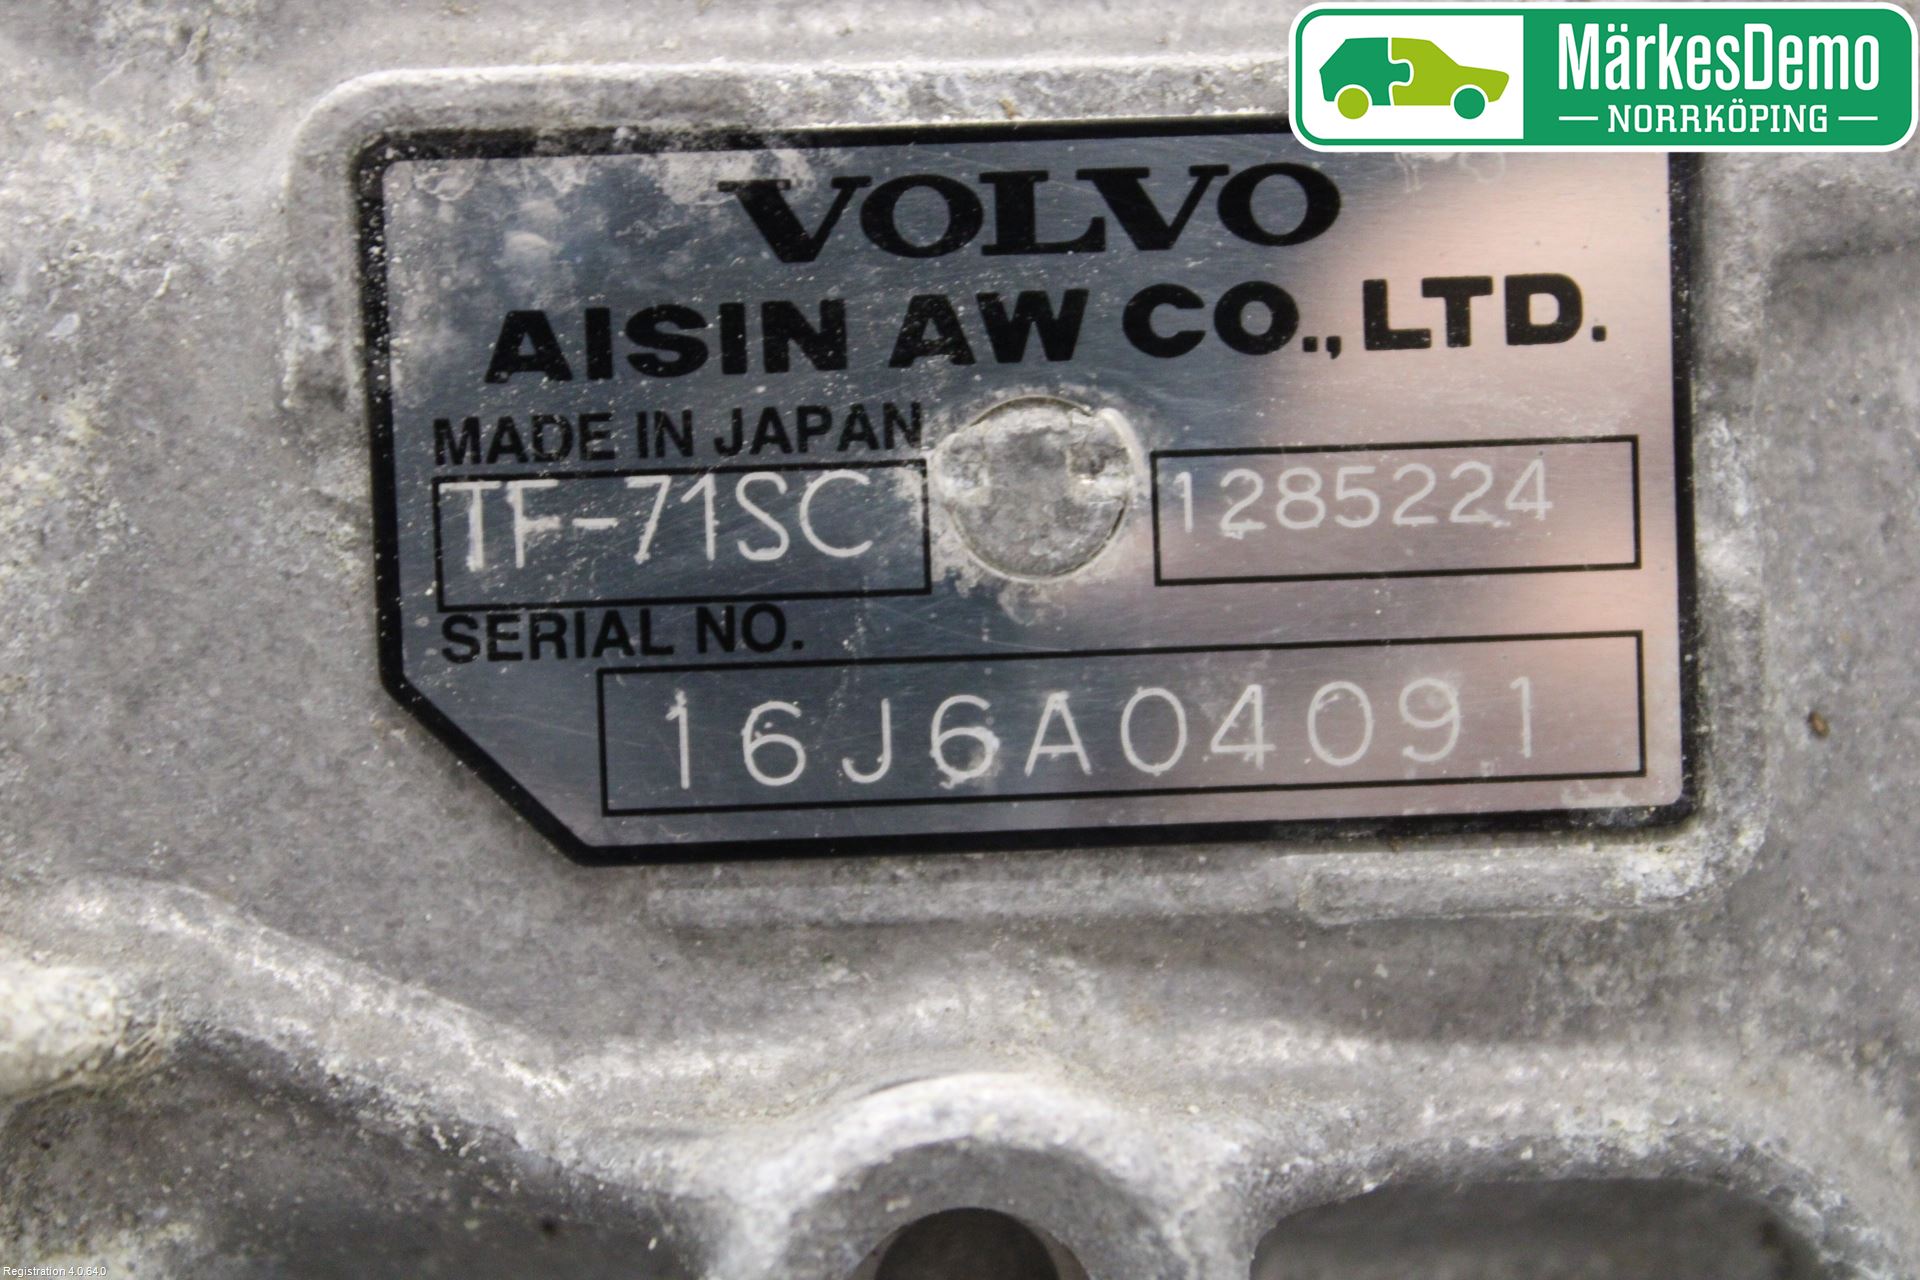 MärkesDemo
NORRKÖPING
VOLVO
AISIN AW CO.,LTD.
MADE IN JAPAN
TF-71SC 1285224
SERIAL NO.
16J6A04091
Registration 4.0.64.0